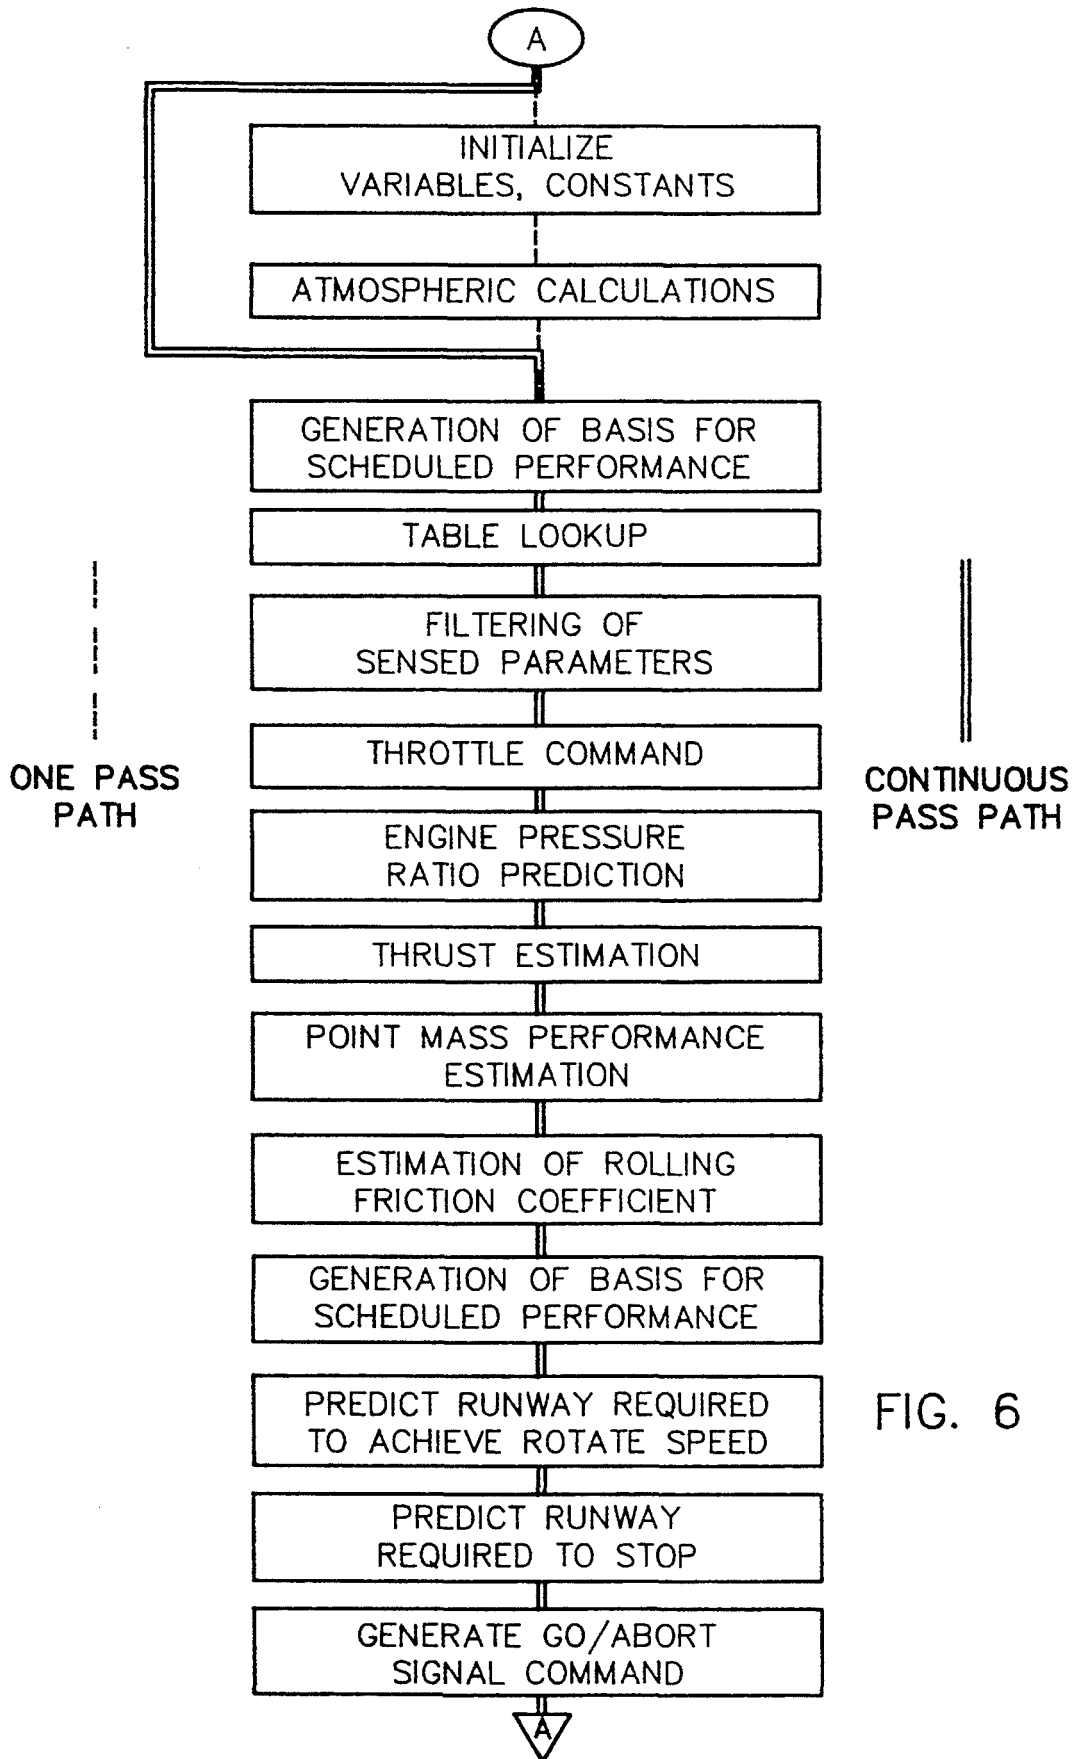 A
INITIALIZE
VARIABLES, CONSTANTS
ATMOSPHERIC CALCULATIONS
GENERATION OF BASIS FOR
SCHEDULED PERFORMANCE
TABLE LOOKUP
FILTERING OF
SENSED PARAMETERS
THROTTLE COMMAND
ONE PASS
PATH
CONTINUOUS
PASS PATH
ENGINE PRESSURE
RATIO PREDICTION
THRUST ESTIMATION
POINT MASS PERFORMANCE
ESTIMATION
ESTIMATION OF ROLLING
FRICTION COEFFICIENT
GENERATION OF BASIS FOR
SCHEDULED PERFORMANCE
PREDICT RUNWAY REQUIRED
TO ACHIEVE ROTATE SPEED
FIG. 6
PREDICT RUNWAY
REQUIRED TO STOP
GENERATE GO/ABORT
SIGNAL COMMAND
A